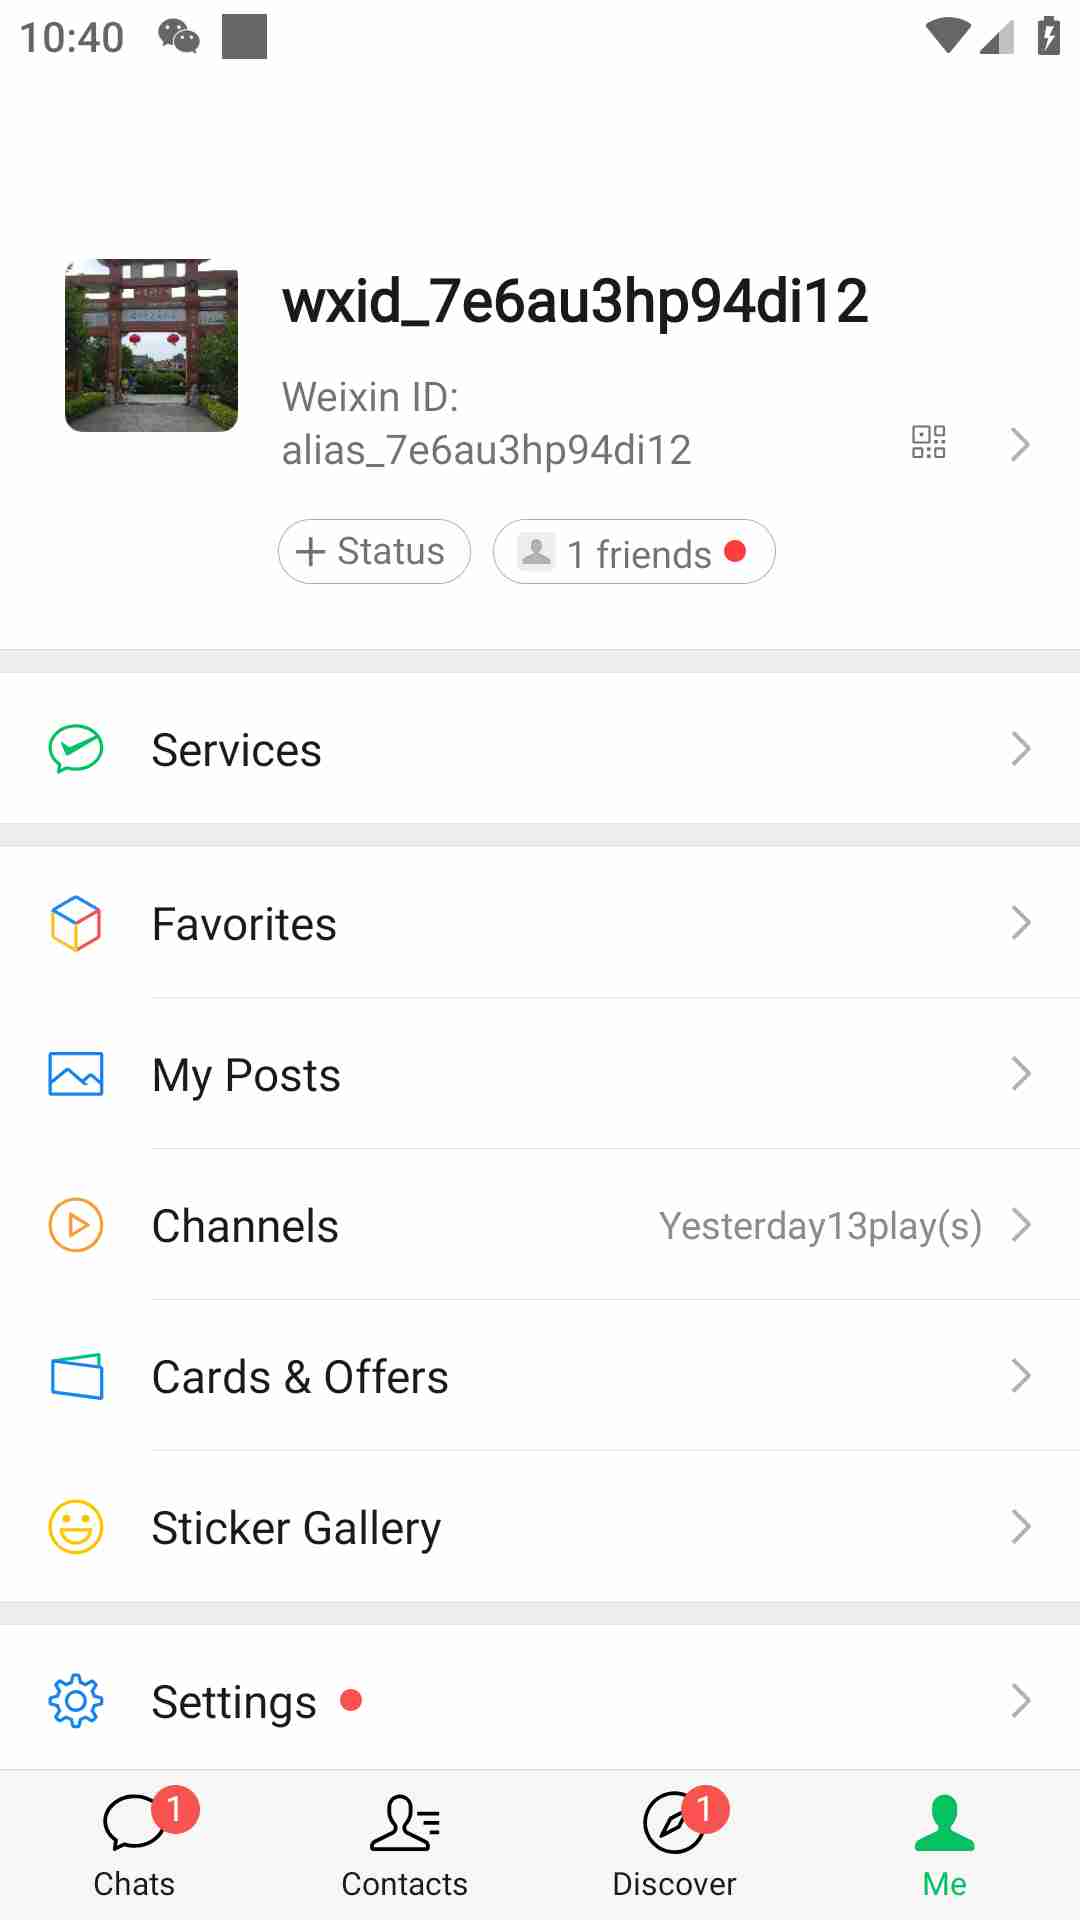 10:40
wxid_7e6au3hp94di12
Weixin ID:
alias_7e6au3hp94di12
Status
1 friends
Services
Favorites
My Posts
Channels
Yesterday13play(s)
Cards & Offers
Sticker Gallery
Settings
1
1
Chats
Contacts
Discover
Me